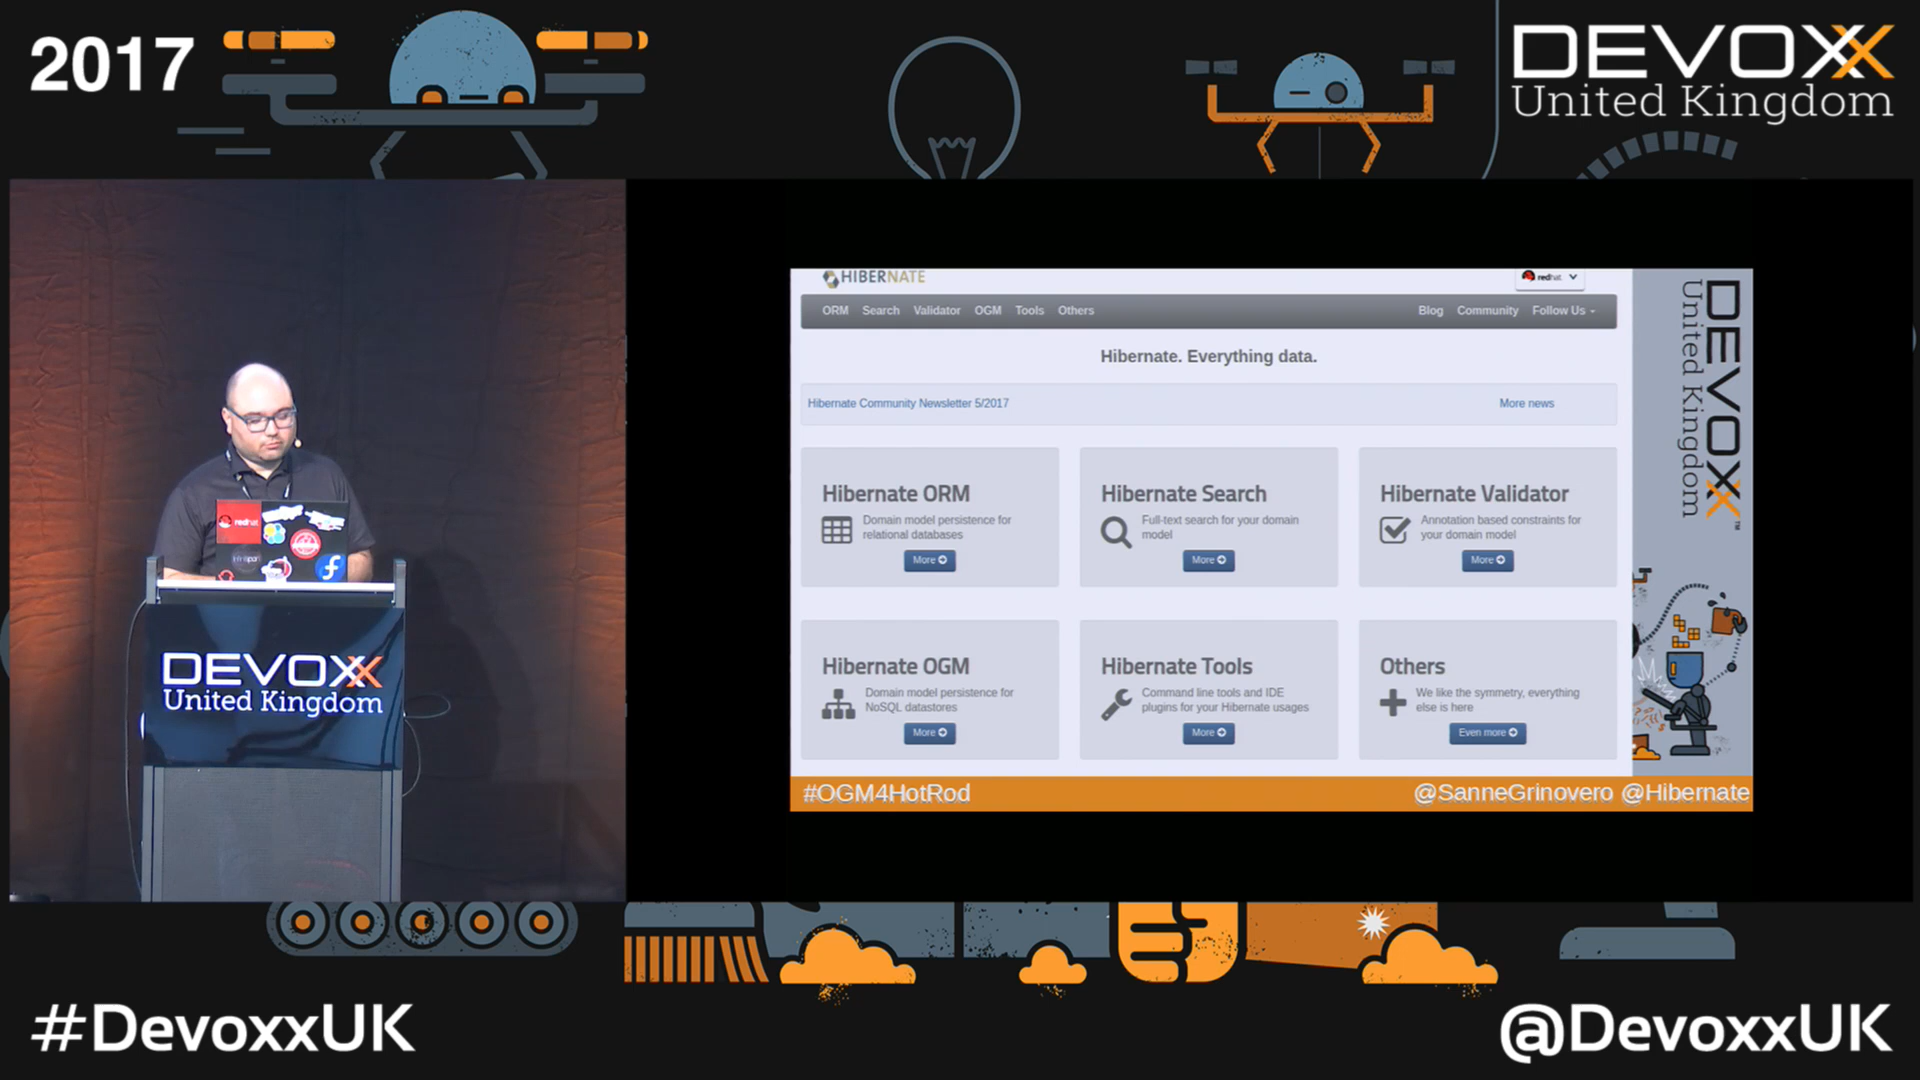 2017
DEVOXX
United Kingdom
HIBERNATE
redhat.
ORM Search Validator OGM Tools Others
Blog Community Follow Us
Hibernate. Everything data.
Hibernate Community Newsletter 5/2017
More news
Hibernate ORM
Domain model persistence for
relational databases
More
Hibernate Search
Full-text search for your domain
model
More
Hibernate Validator
Annotation based constraints for
your domain model
More
Hibernate OGM
Domain model persistence for
NoSQL datastores
More
Hibernate Tools
Command line tools and IDE
plugins for your Hibernate usages
More
Others
We like the symmetry, everything
else is here
Even more
DEVOXX™
United Kingdom
#OGM4HotRod
@SanneGrinovero @Hibernate
redhat
DEVOXX
United Kingdom
#DevoxxUK
@DevoxxUK